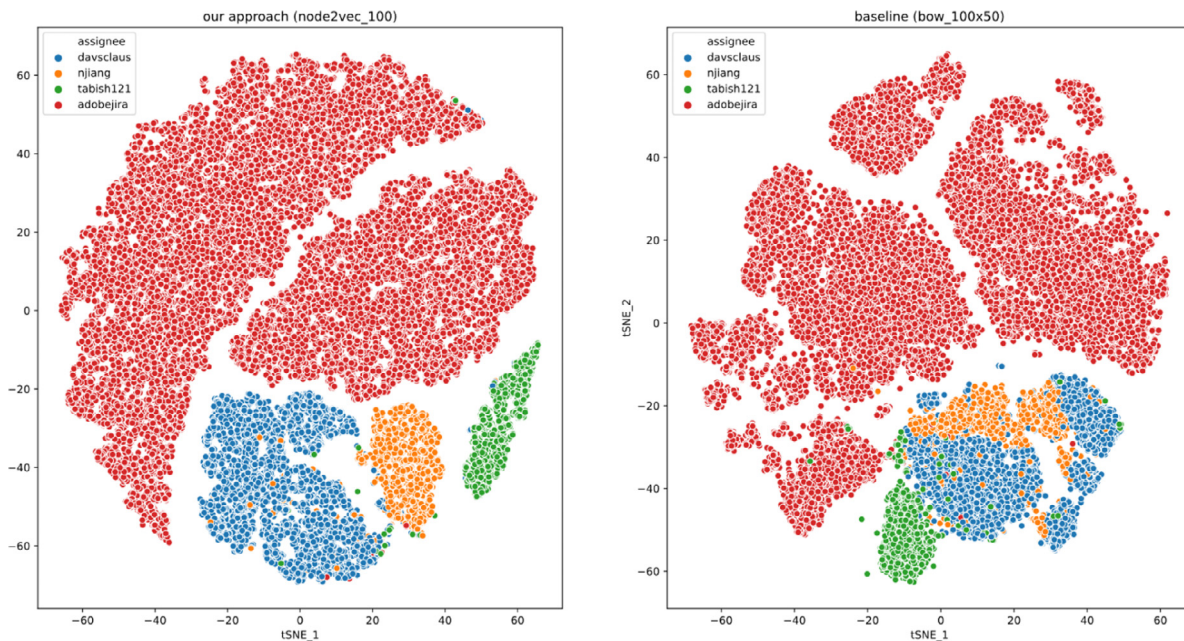 our approach (node2vec_100)
assignee
davsclaus
njiang
tabish121
adobejira
60
40
20
0
−20
−40
−60
−60
−40
−20
0
20
40
60
tSNE_1
baseline (bow_100x50)
assignee
davsclaus
njiang
tabish121
adobejira
tSNE_2
60
40
20
0
−20
−40
−60
−60
−40
−20
0
20
40
60
tSNE_1